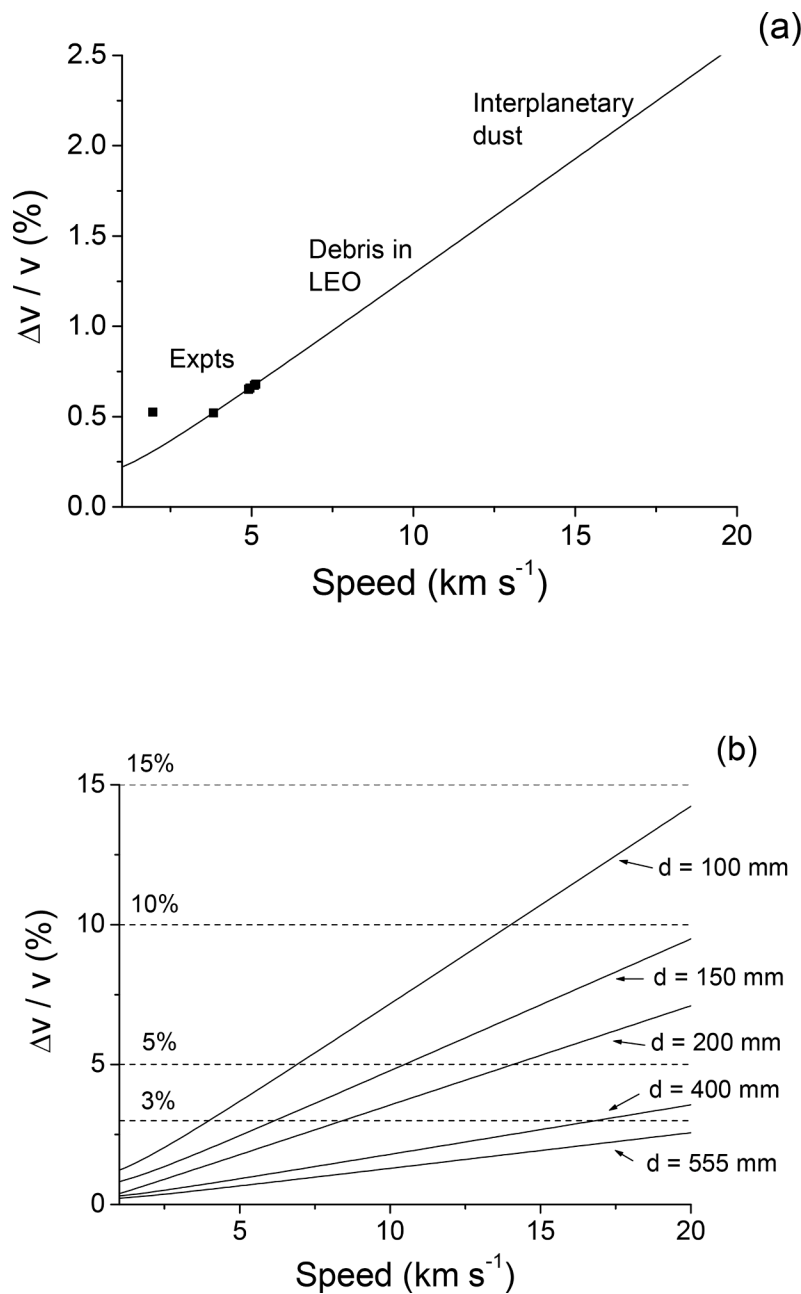 (a)
2.5
2.0
1.5
1.0
0.5
0.0
Δv / v (%)
Interplanetary
dust
Debris in
LEO
Expts
5
10
15
20
Speed (km s⁻¹)
(b)
15
10
5
0
Δv / v (%)
15%
10%
5%
3%
d = 100 mm
d = 150 mm
d = 200 mm
d = 400 mm
d = 555 mm
5
10
15
20
Speed (km s⁻¹)